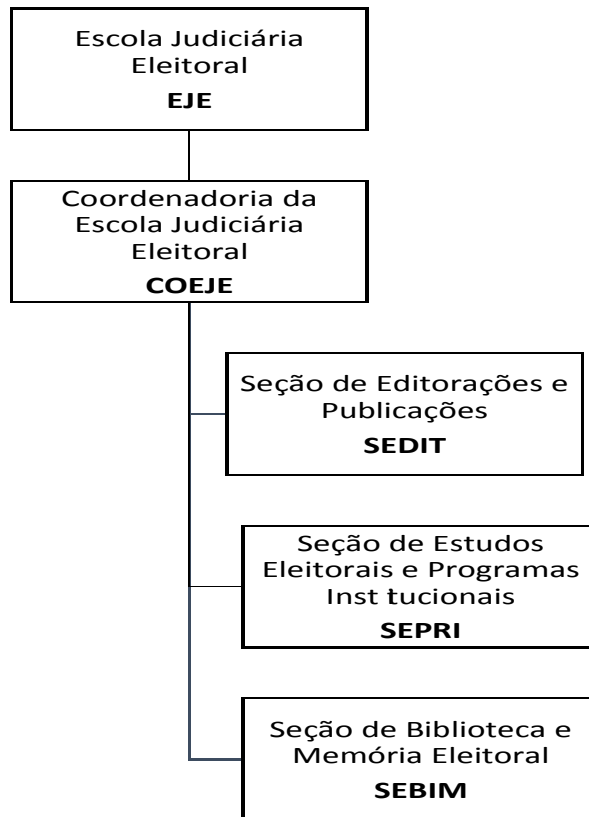 Escola Judiciária
Eleitoral
EJE
Coordenadoria da
Escola Judiciária
Eleitoral
COEJE
Seção de Editorações e
Publicações
SEDIT
Seção de Estudos
Eleitorais e Programas
Inst tucionais
SEPRI
Seção de Biblioteca e
Memória Eleitoral
SEBIM